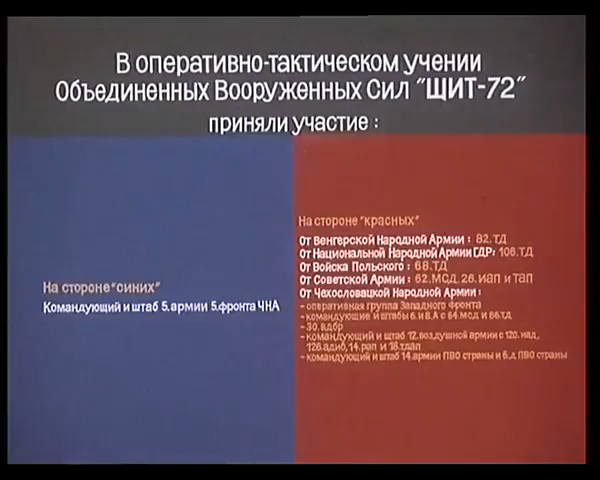 В оперативно-тактическом учении
Объединенных Вооруженных Сил "ЩИТ-72"
приняли участие :
На стороне "синих"
Командующий и штаб 5.армии 5.фронта ЧНА
На стороне "красных"
От Венгерской Народной Армии : 82.ТД
От Национальной Народной Армии ГДР: 106.ТД
От Войска Польского : 68.ТД
От Советской Армии : 62.МСД, 26.ИАП и ТАП
От Чехословацкой Народной Армии :
- оперативная группа Западного Фронта
- командующие и штабы 6.и 8.А с 64.мсд и 66.ТД
- 30.вдбр
- командующий и штаб 12.воздушной армии с 120.иад,
126.адиб, 14.рап и 18.тдап
- командующий и штаб 14.армии ПВО страны и 6.д ПВО страны